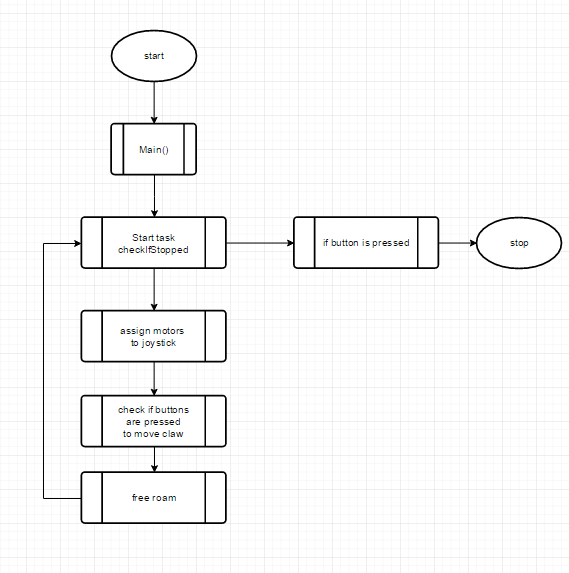 start
Main()
Start task
checkIfStopped
if button is pressed
stop
assign motors
to joystick
check if buttons
are pressed
to move claw
free roam